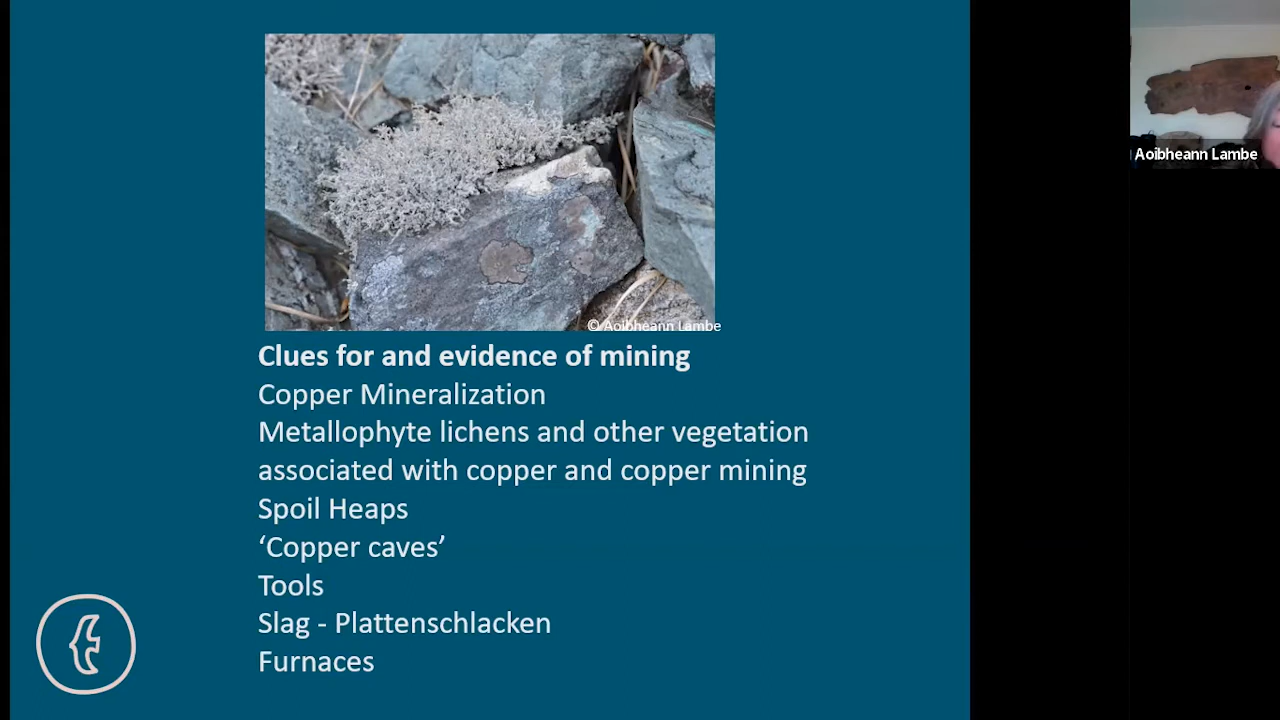 © Aoibheann Lambe
Clues for and evidence of mining
Copper Mineralization
Metallophyte lichens and other vegetation
associated with copper and copper mining
Spoil Heaps
‘Copper caves’
Tools
Slag - Plattenschlacken
Furnaces
Aoibheann Lambe